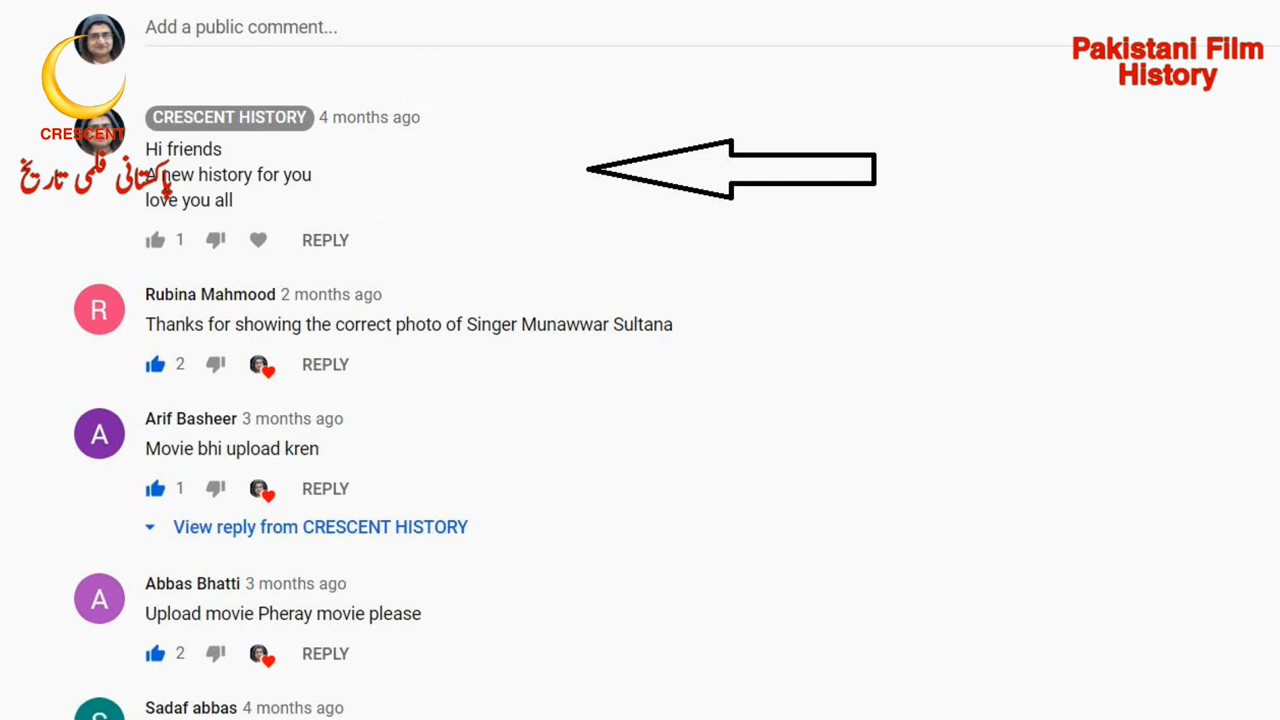 Add a public comment...
Pakistani Film
History
CRESCENT
پاکستانی فلمی تاریخ
CRESCENT HISTORY 4 months ago
Hi friends
A new history for you
love you all
1 REPLY
R
Rubina Mahmood 2 months ago
Thanks for showing the correct photo of Singer Munawwar Sultana
2 REPLY
A
Arif Basheer 3 months ago
Movie bhi upload kren
1 REPLY
View reply from CRESCENT HISTORY
A
Abbas Bhatti 3 months ago
Upload movie Pheray movie please
2 REPLY
S
Sadaf abbas 4 months ago